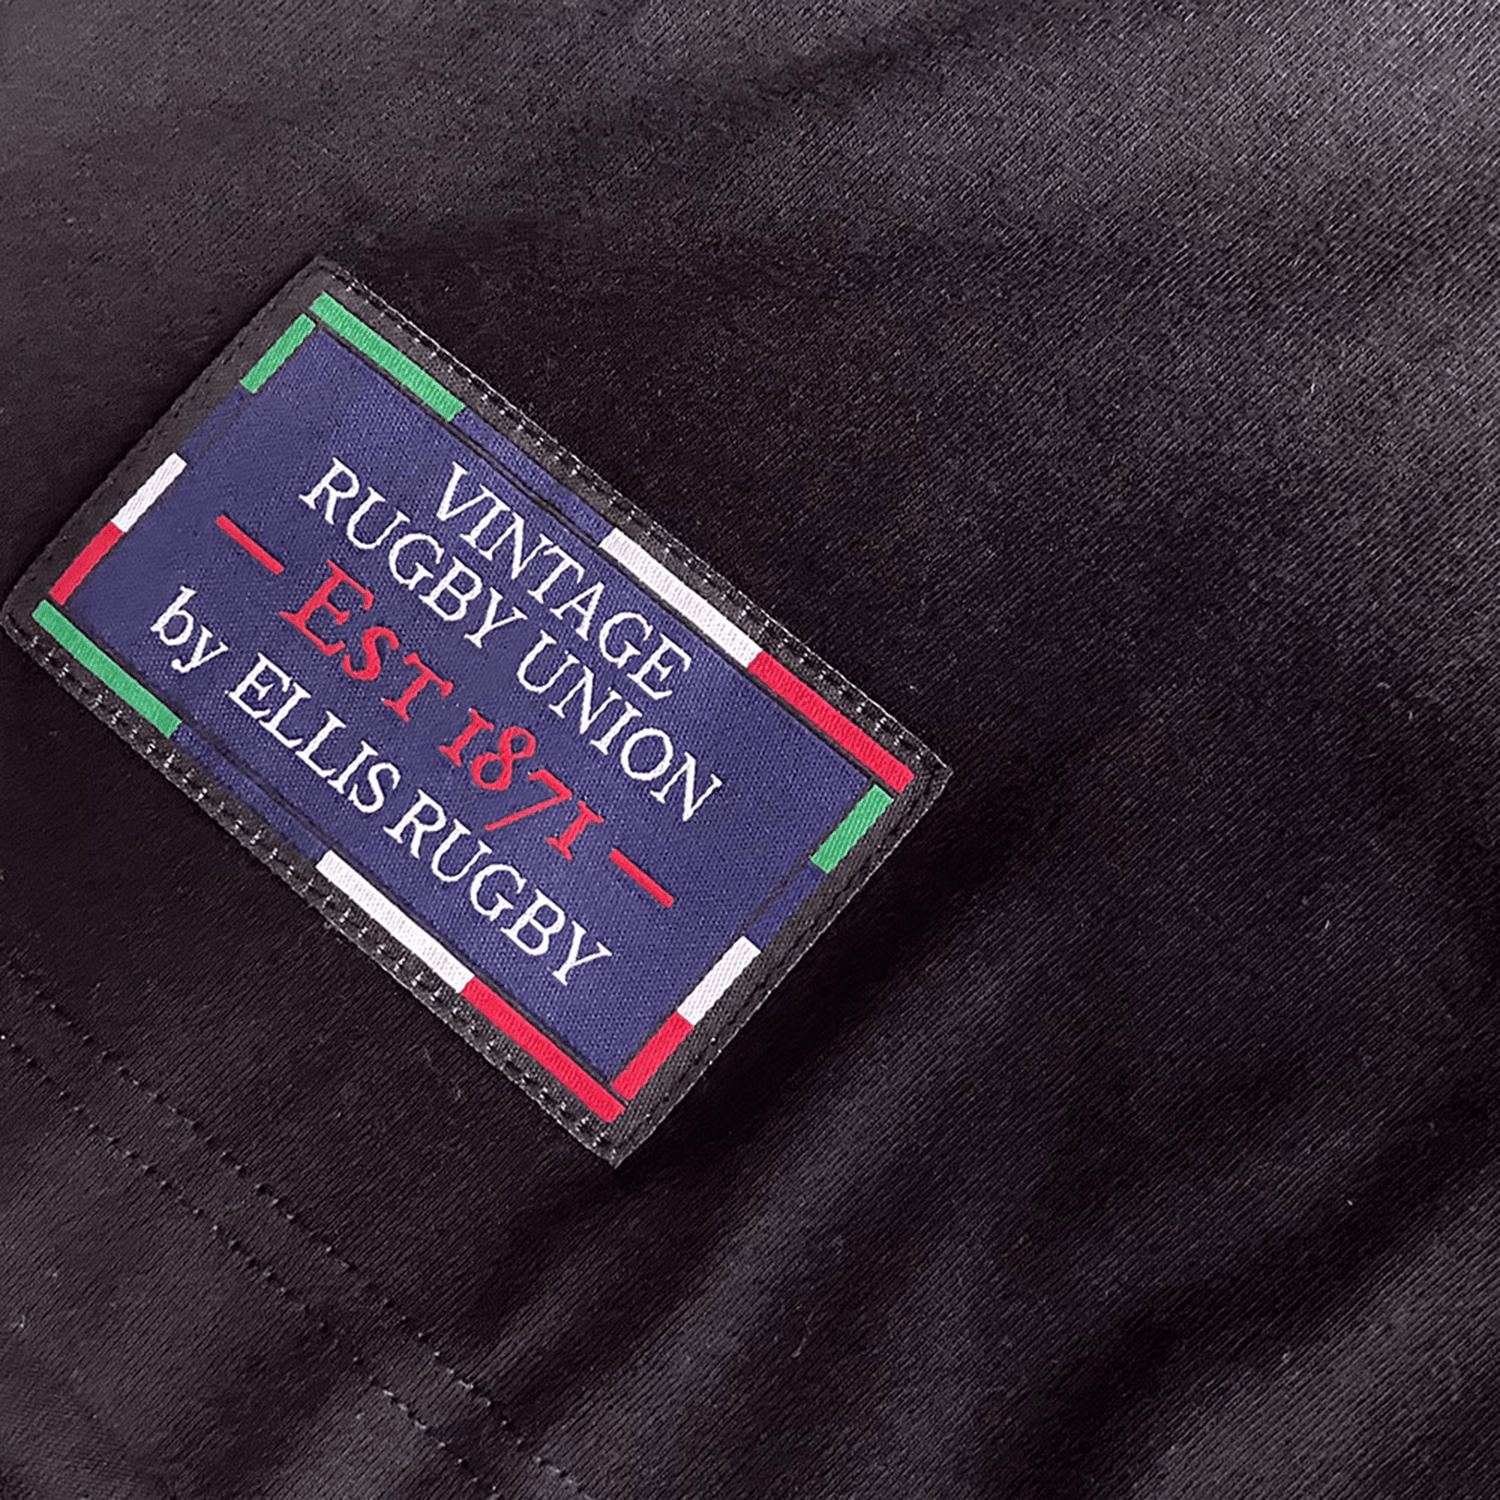 VINTAGE
RUGBY UNION
— EST 1871 —
by ELLIS RUGBY